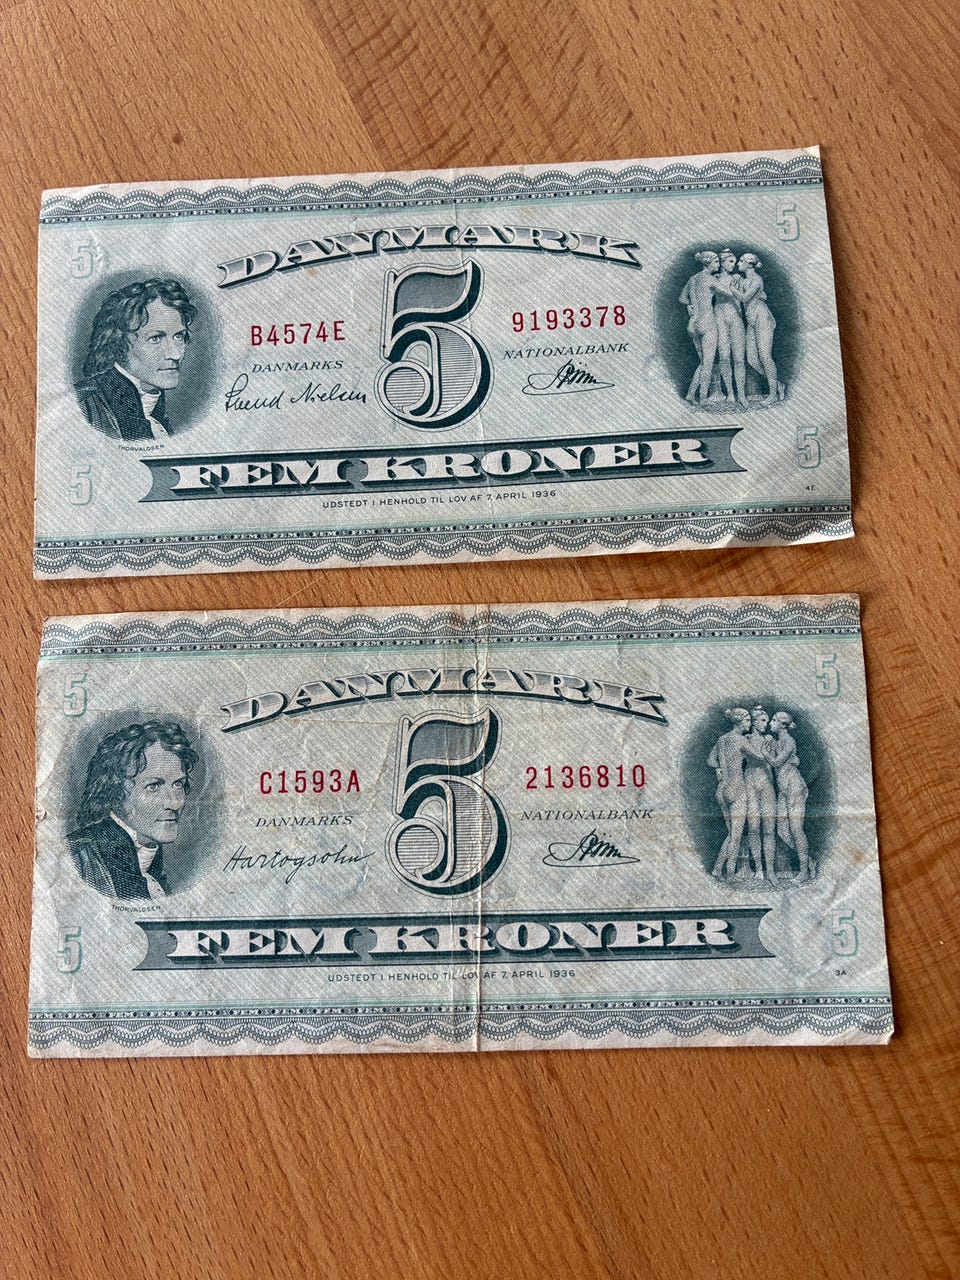 5 5
DANMARK
B4574E 5 9193378
DANMARKS NATIONALBANK
Svend Nielsen
THORVALDSEN
FEM KRONER
5 5
UDSTEDT I HENHOLD TIL LOV AF 7. APRIL 1936
4E
5 5
DANMARK
C1593A 5 2136810
DANMARKS NATIONALBANK
Hartogsohn
THORVALDSEN
FEM KRONER
5 5
UDSTEDT I HENHOLD TIL LOV AF 7. APRIL 1936
3A